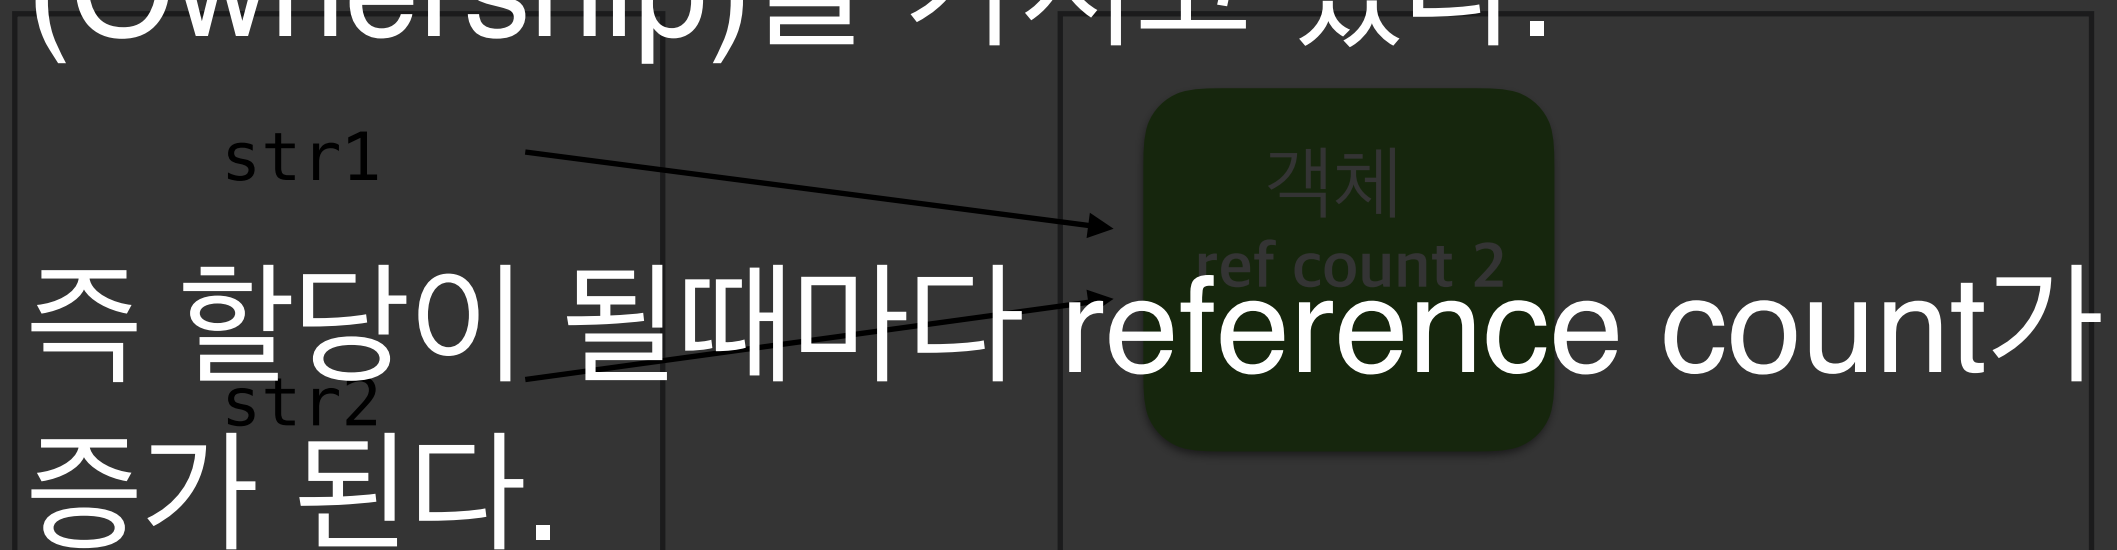 (Ownership)를 가지고 있다.
str1
객체
ref count 2
즉 할당이 될때마다 reference count가
str2
증가 된다.